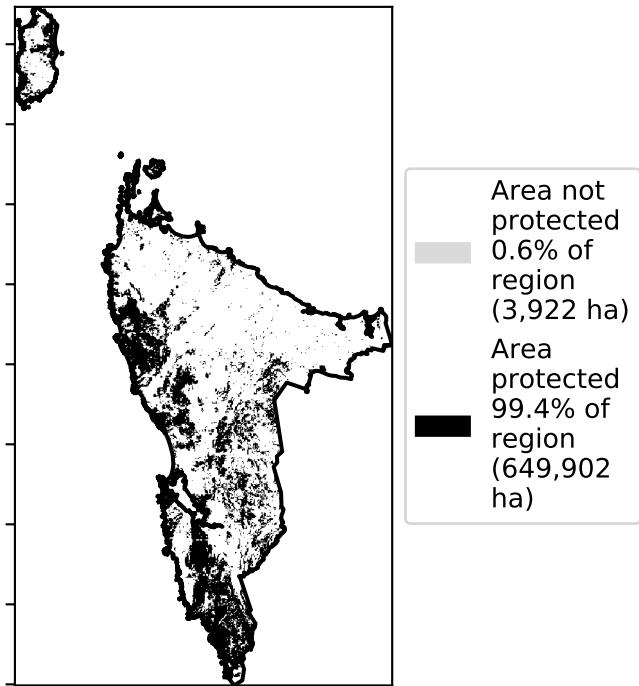 Area not
protected
0.6% of
region
(3,922 ha)
Area
protected
99.4% of
region
(649,902
ha)